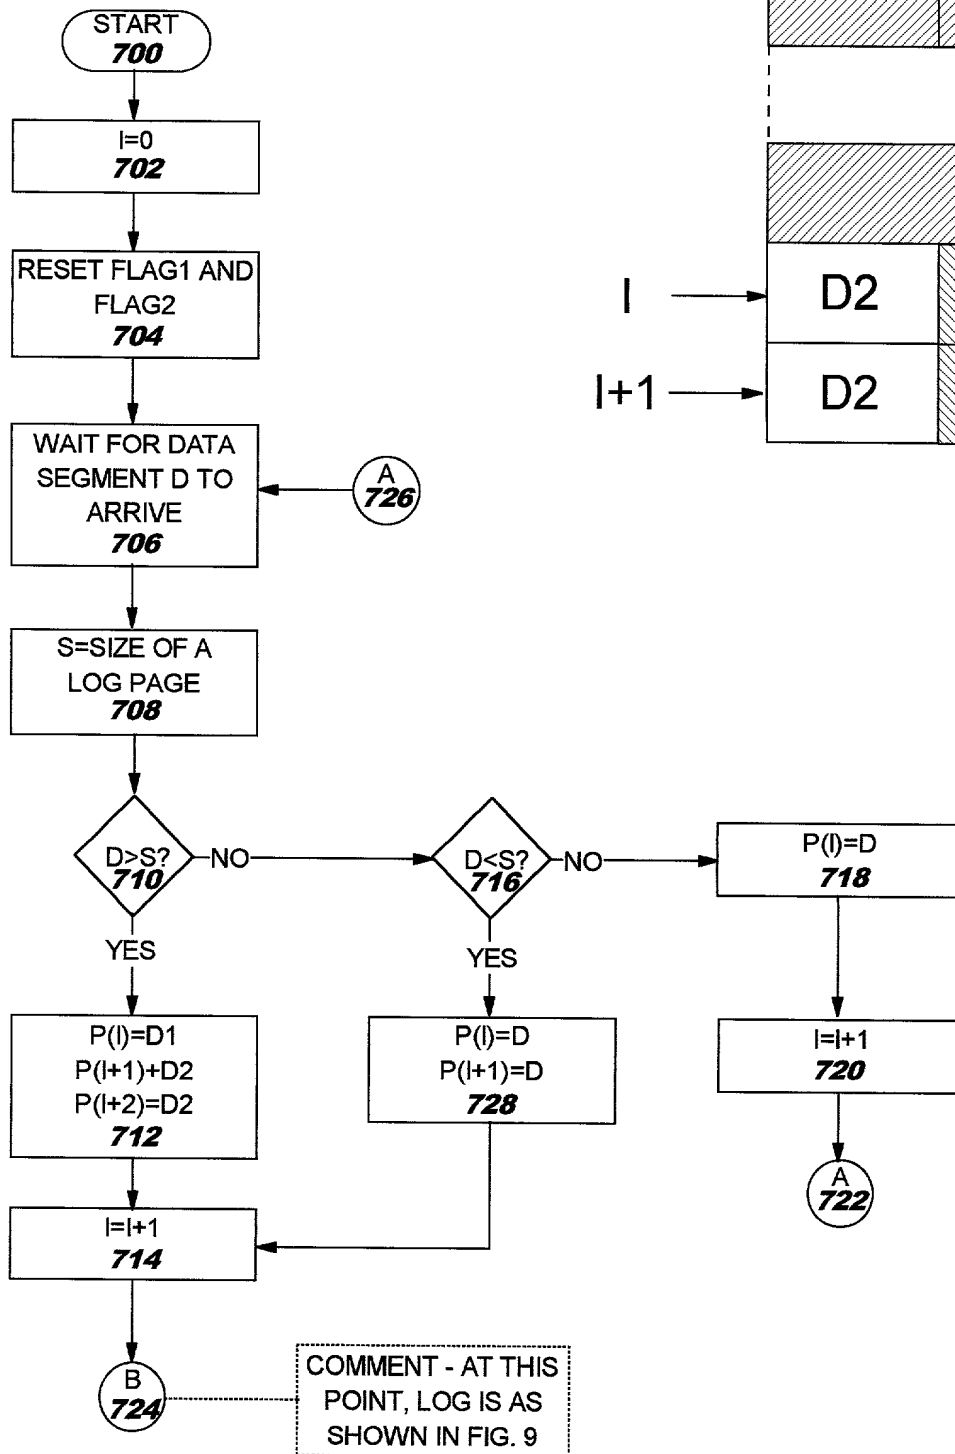 START
700
I=0
702
RESET FLAG1 AND
FLAG2
704
WAIT FOR DATA
SEGMENT D TO
ARRIVE
706
A
726
S=SIZE OF A
LOG PAGE
708
D>S?
710
NO
YES
D<S?
716
NO
YES
P(I)=D
718
I=I+1
720
A
722
P(I)=D1
P(I+1)+D2
P(I+2)=D2
712
P(I)=D
P(I+1)=D
728
I=I+1
714
B
724
COMMENT - AT THIS
POINT, LOG IS AS
SHOWN IN FIG. 9
I
D2
I+1
D2